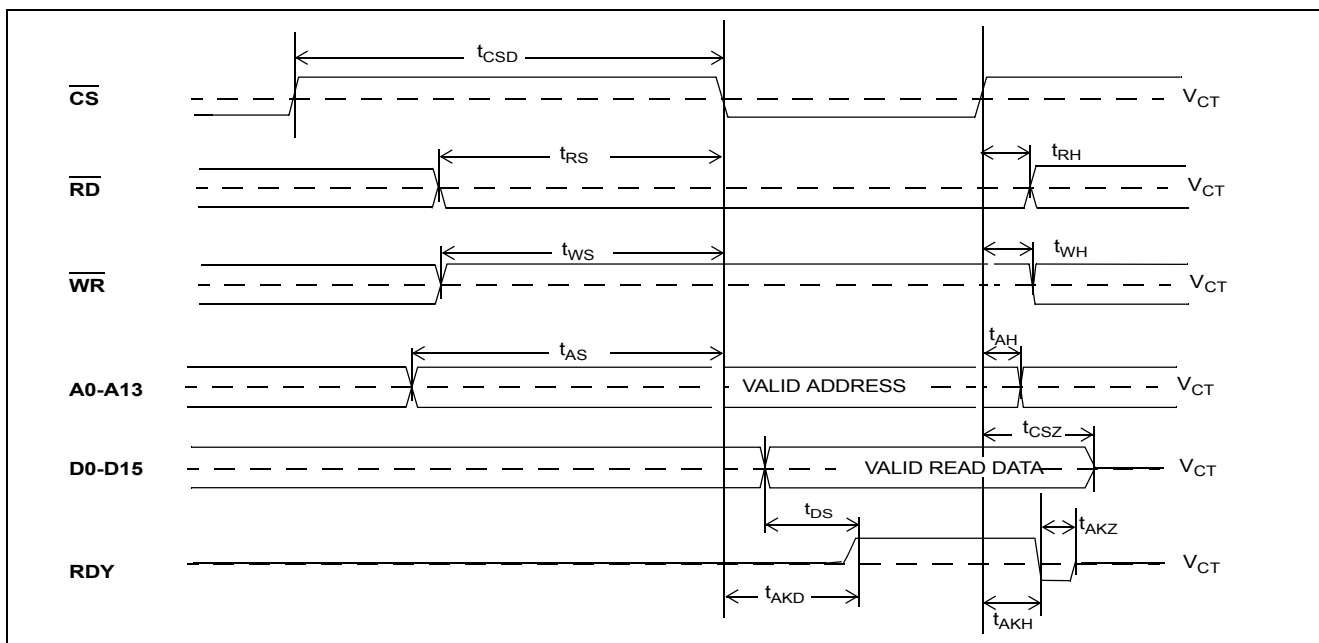 tCSD
CS
VCT
tRS
tRH
RD
VCT
tWS
tWH
WR
VCT
tAS
tAH
A0-A13
VALID ADDRESS
VCT
tCSZ
D0-D15
VALID READ DATA
VCT
tDS
tAKZ
RDY
VCT
tAKD
tAKH